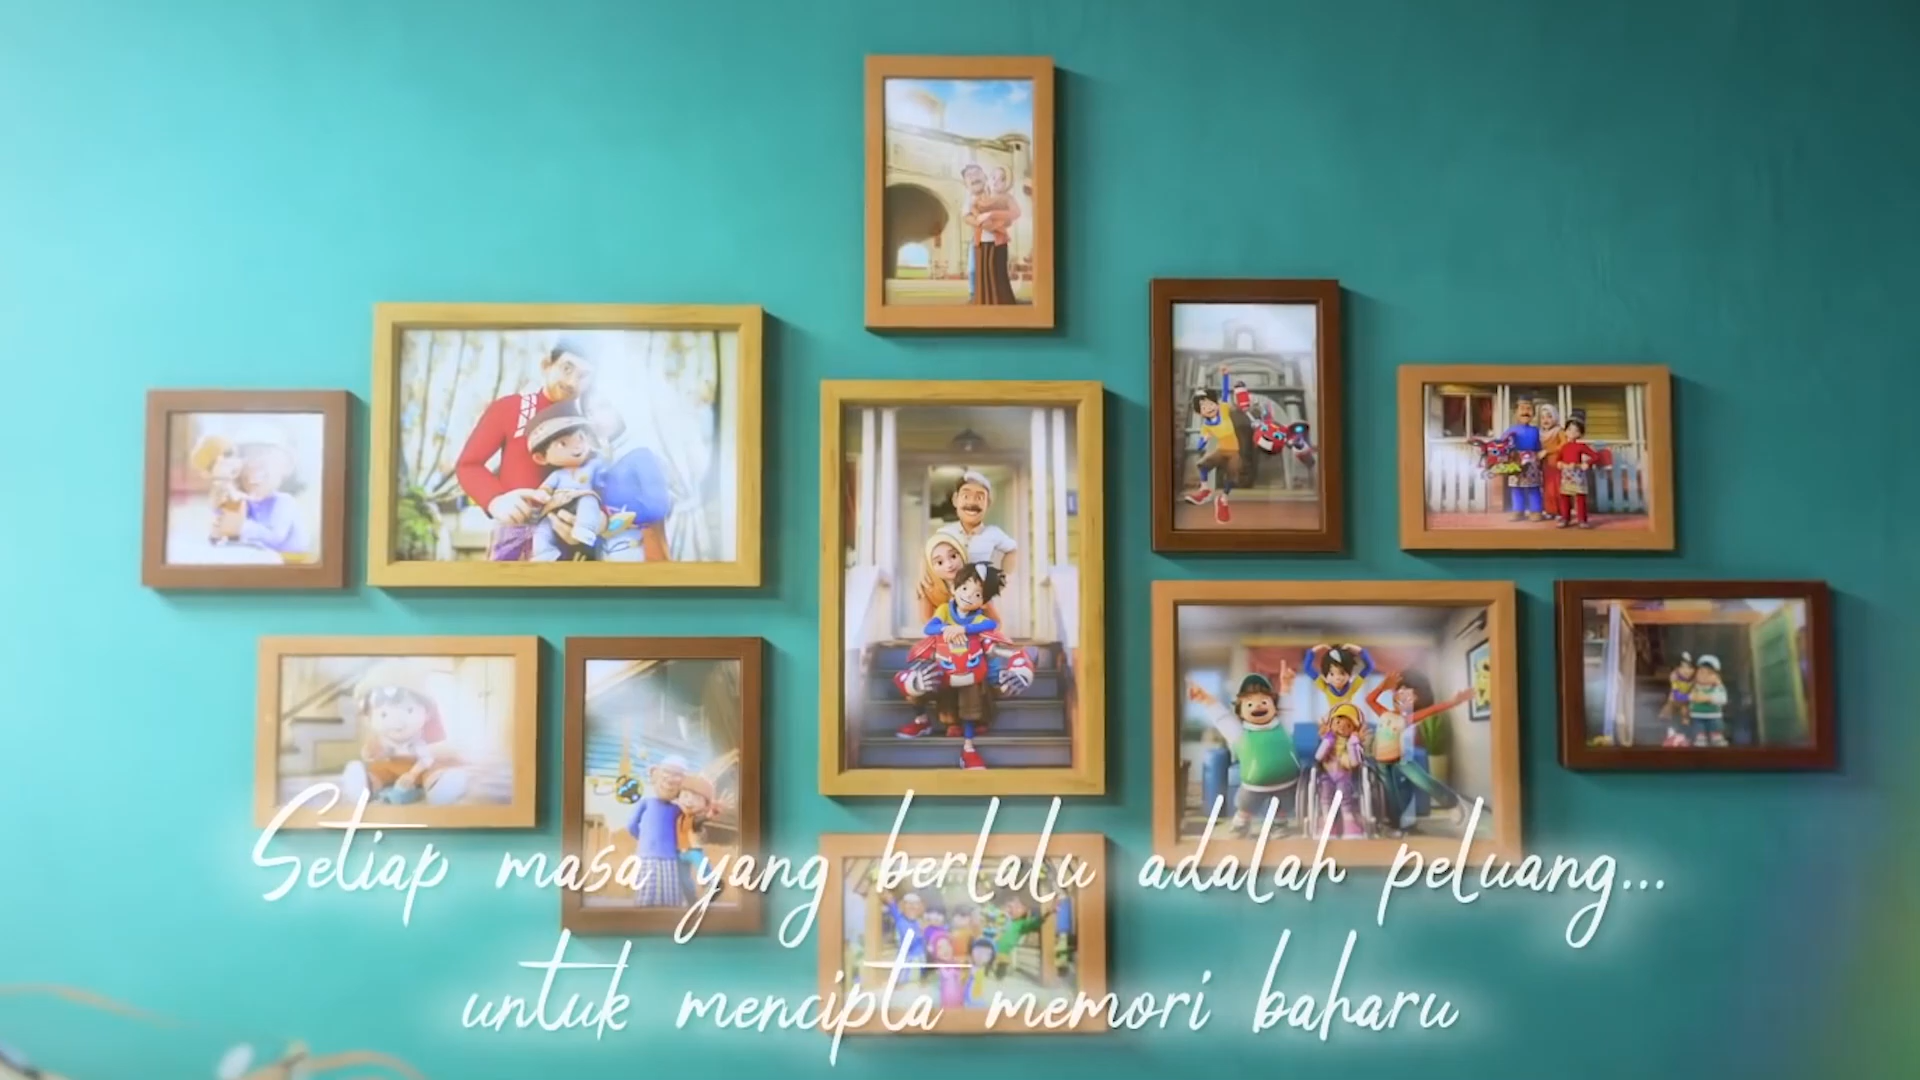 Setiap masa yang berlalu adalah peluang...
untuk mencipta memori baharu